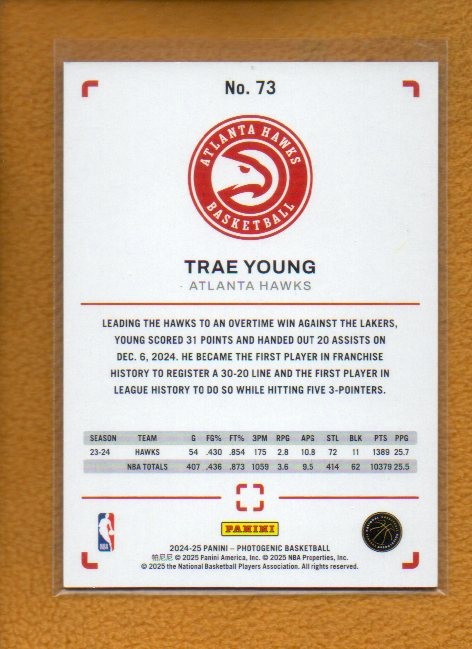 No. 73
ATLANTA HAWKS
BASKETBALL
TRAE YOUNG
ATLANTA HAWKS
LEADING THE HAWKS TO AN OVERTIME WIN AGAINST THE LAKERS,
YOUNG SCORED 31 POINTS AND HANDED OUT 20 ASSISTS ON
DEC. 6, 2024. HE BECAME THE FIRST PLAYER IN FRANCHISE
HISTORY TO REGISTER A 30-20 LINE AND THE FIRST PLAYER IN
LEAGUE HISTORY TO DO SO WHILE HITTING FIVE 3-POINTERS.
SEASON TEAM G FG% FT% 3PM RPG APG STL BLK PTS PPG
23-24 HAWKS 54 .430 .854 175 2.8 10.8 72 11 1389 25.7
NBA TOTALS 407 .436 .873 1059 3.6 9.5 414 62 10379 25.5
NBA
PANINI
2024-25 PANINI – PHOTOGENIC BASKETBALL
帕尼尼 © 2025 Panini America, Inc. © 2025 NBA Properties, Inc.
© 2025 the National Basketball Players Association. All rights reserved.